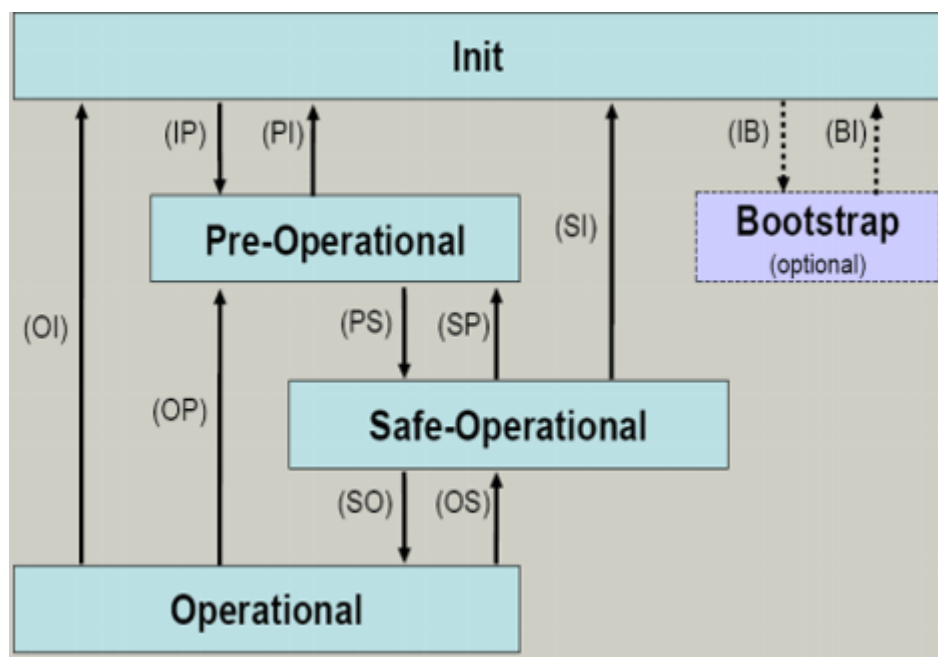 Init
(IP)
(PI)
(IB)
(BI)
Pre-Operational
(SI)
Bootstrap
(optional)
(OI)
(PS)
(SP)
(OP)
Safe-Operational
(SO)
(OS)
Operational